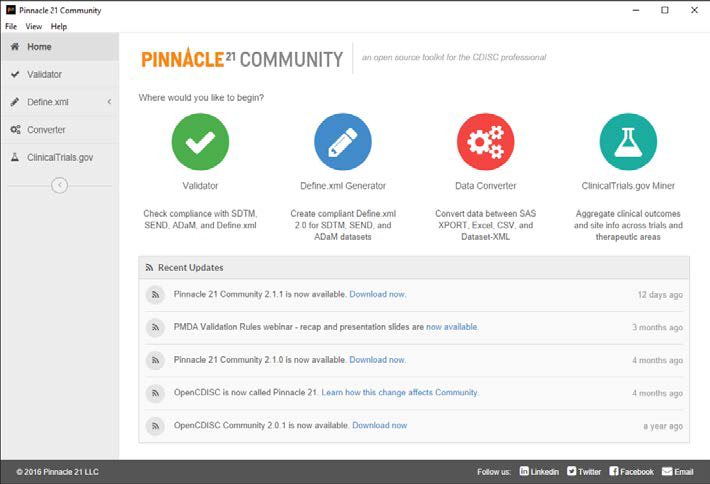 Pinnacle 21 Community
File View Help
Home
Validator
Define.xml
Converter
ClinicalTrials.gov
PINNACLE 21 COMMUNITY
an open source toolkit for the CDISC professional
Where would you like to begin?
Validator
Define.xml Generator
Data Converter
ClinicalTrials.gov Miner
Check compliance with SDTM,
SEND, ADaM, and Define.xml
Create compliant Define.xml
2.0 for SDTM, SEND, and
ADaM datasets
Convert data between SAS
XPORT, Excel, CSV, and
Dataset-XML
Aggregate clinical outcomes
and site info across trials and
therapeutic areas
Recent Updates
Pinnacle 21 Community 2.1.1 is now available. Download now. 12 days ago
PMDA Validation Rules webinar - recap and presentation slides are now available. 3 months ago
Pinnacle 21 Community 2.1.0 is now available. Download now. 4 months ago
OpenCDISC is now called Pinnacle 21. Learn how this change affects Community. 4 months ago
OpenCDISC Community 2.0.1 is now available. Download now a year ago
© 2016 Pinnacle 21 LLC Follow us: Linkedin Twitter Facebook Email